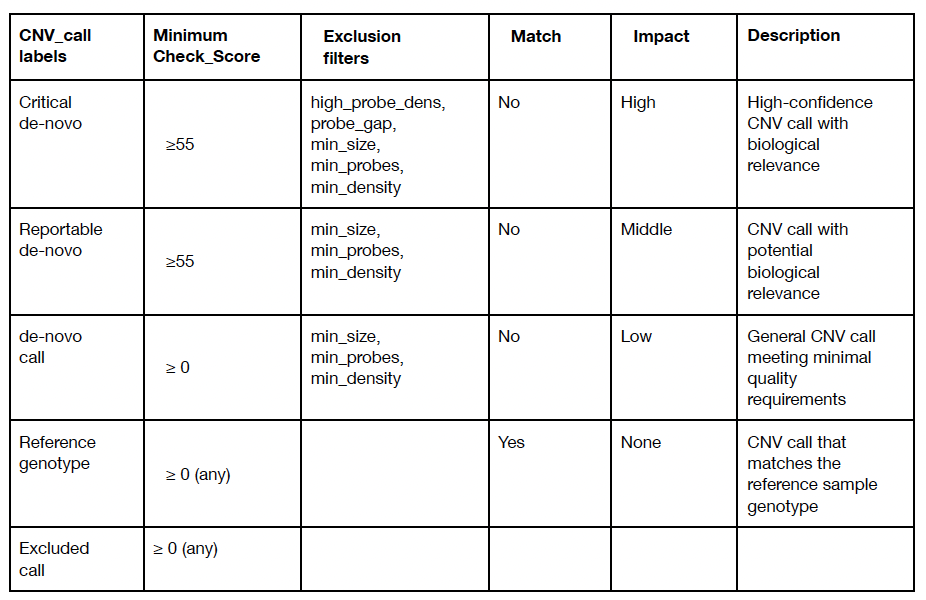 CNV_call labels | Minimum Check_Score | Exclusion filters | Match | Impact | Description
Critical de-novo | ≥55 | high_probe_dens, probe_gap, min_size, min_probes, min_density | No | High | High-confidence CNV call with biological relevance
Reportable de-novo | ≥55 | min_size, min_probes, min_density | No | Middle | CNV call with potential biological relevance
de-novo call | ≥ 0 | min_size, min_probes, min_density | No | Low | General CNV call meeting minimal quality requirements
Reference genotype | ≥ 0 (any) | | Yes | None | CNV call that matches the reference sample genotype
Excluded call | ≥ 0 (any) | | | |